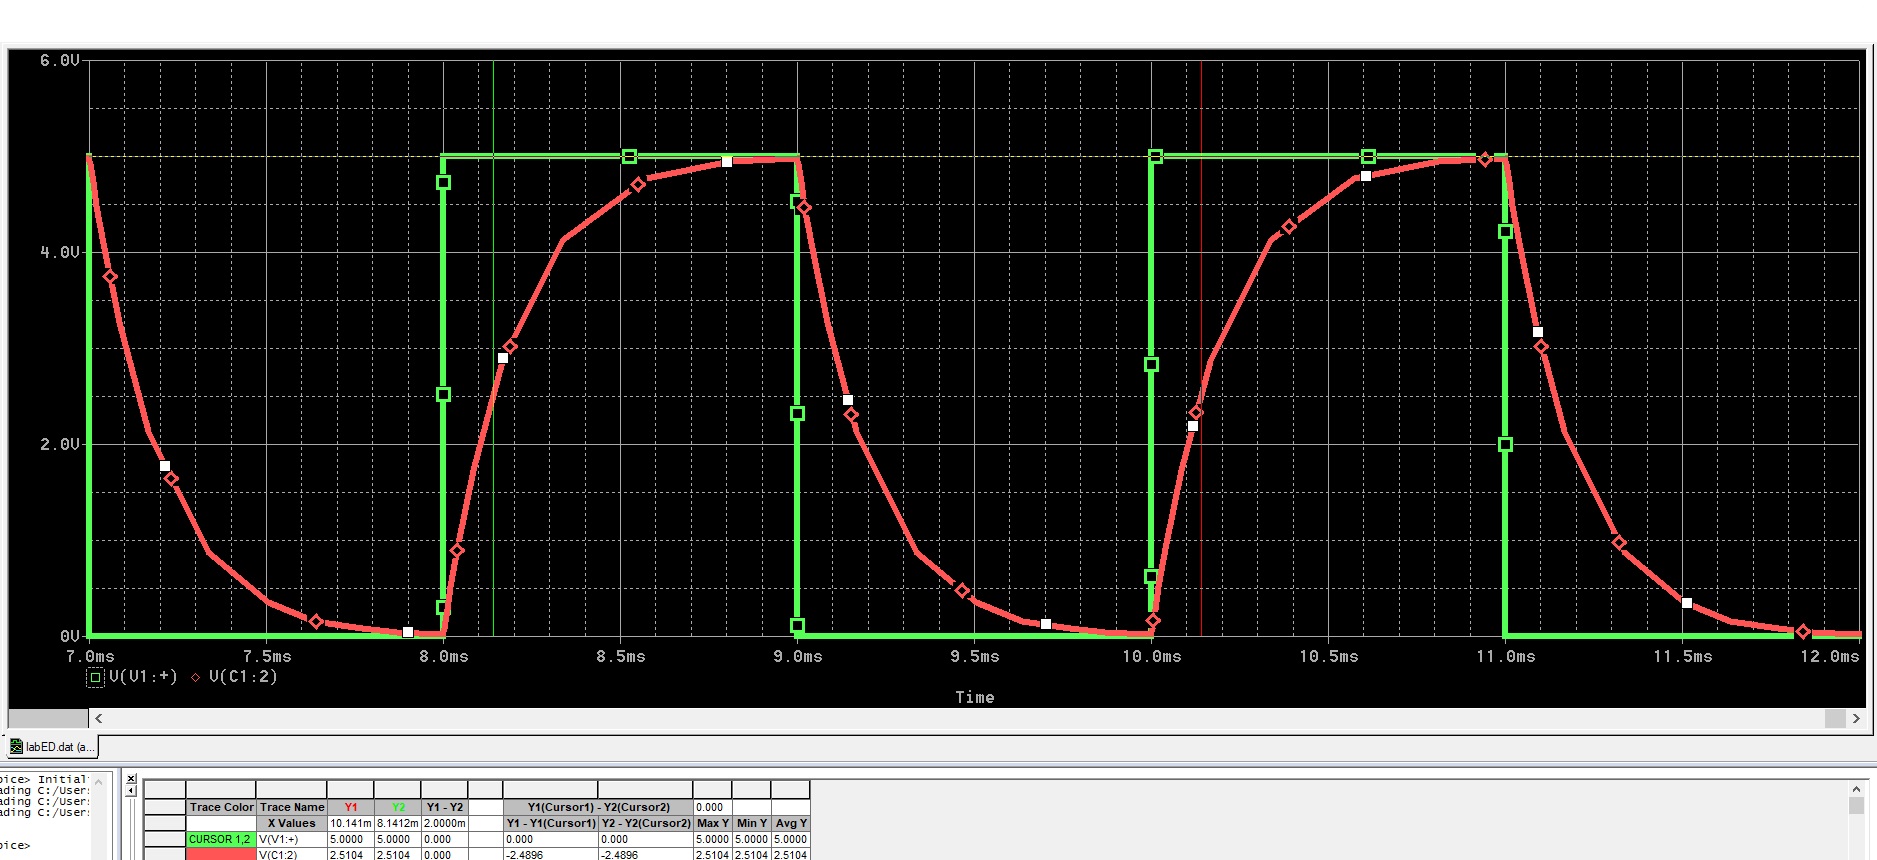 6.0V
4.0V
2.0V
0V
7.0ms 7.5ms 8.0ms 8.5ms 9.0ms 9.5ms 10.0ms 10.5ms 11.0ms 11.5ms 12.0ms
V(V1:+) V(C1:2)
Time
labED.dat (a...
pice> Initial
ading C:/User
ading C:/User
ading C:/User
pice>
Trace Color Trace Name Y1 Y2 Y1 - Y2 Y1(Cursor1) - Y2(Cursor2) 0.000
X Values 10.141m 8.1412m 2.0000m Y1 - Y1(Cursor1) Y2 - Y2(Cursor2) Max Y Min Y Avg Y
CURSOR 1,2 V(V1:+) 5.0000 5.0000 0.000 0.000 0.000 5.0000 5.0000 5.0000
V(C1:2) 2.5104 2.5104 0.000 -2.4896 -2.4896 2.5104 2.5104 2.5104